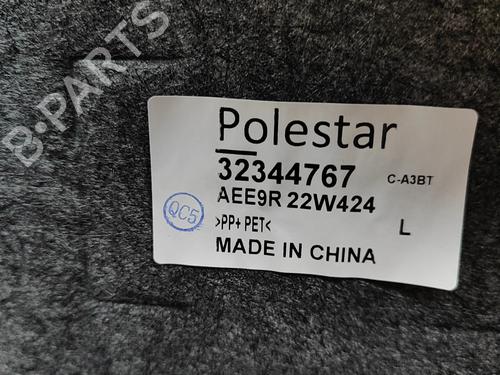 B-PARTS
Polestar
32344767 C-A3BT
AEE9R 22W424
>PP+ PET< L
QC5
MADE IN CHINA